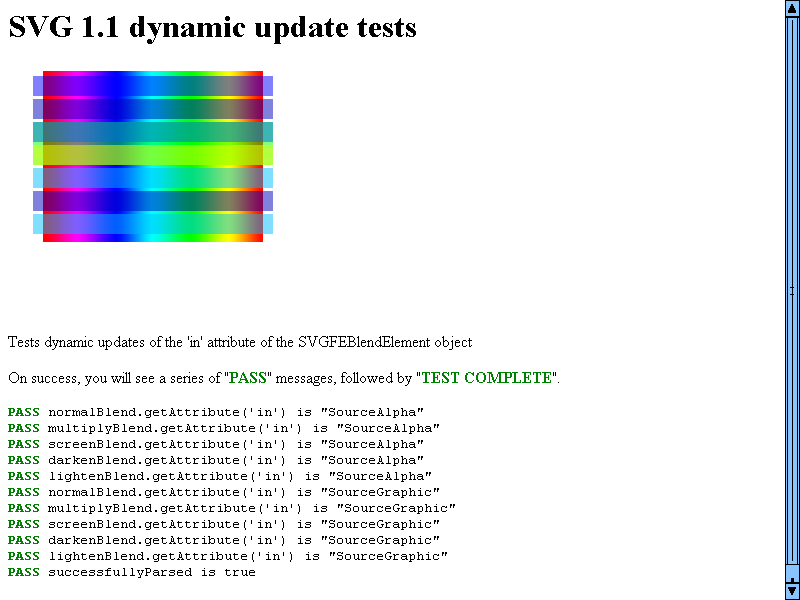 SVG 1.1 dynamic update tests
Tests dynamic updates of the 'in' attribute of the SVGFEBlendElement object
On success, you will see a series of "PASS" messages, followed by "TEST COMPLETE".
PASS normalBlend.getAttribute('in') is "SourceAlpha"
PASS multiplyBlend.getAttribute('in') is "SourceAlpha"
PASS screenBlend.getAttribute('in') is "SourceAlpha"
PASS darkenBlend.getAttribute('in') is "SourceAlpha"
PASS lightenBlend.getAttribute('in') is "SourceAlpha"
PASS normalBlend.getAttribute('in') is "SourceGraphic"
PASS multiplyBlend.getAttribute('in') is "SourceGraphic"
PASS screenBlend.getAttribute('in') is "SourceGraphic"
PASS darkenBlend.getAttribute('in') is "SourceGraphic"
PASS lightenBlend.getAttribute('in') is "SourceGraphic"
PASS successfullyParsed is true